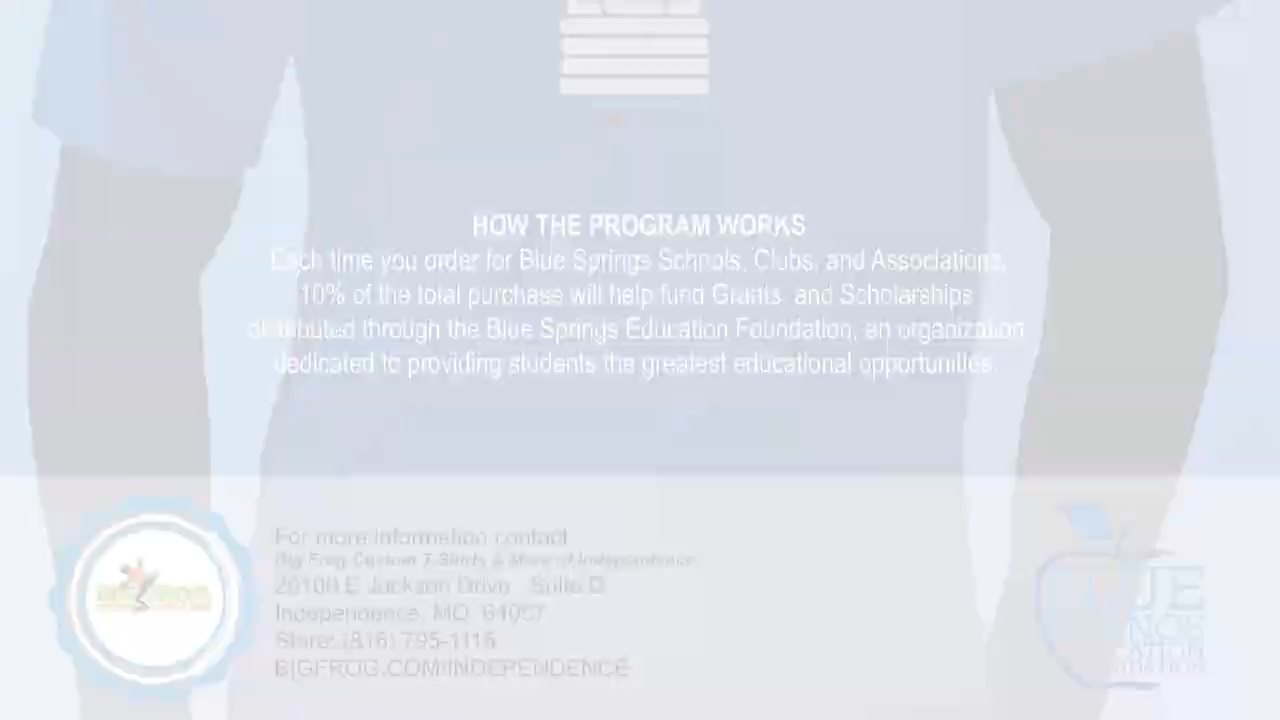 HOW THE PROGRAM WORKS
Each time you order for Blue Springs Schools, Clubs, and Associations,
10% of the total purchase will help fund Grants and Scholarships
distributed through the Blue Springs Education Foundation, an organization
dedicated to providing students the greatest educational opportunities.
For more information contact
Big Frog Custom T-Shirts & More of Independence
E Jackson Drive Suite D
Independence, MO, 64057
Store: (816) 795-1116
BIGFROG.COM/INDEPENDENCE